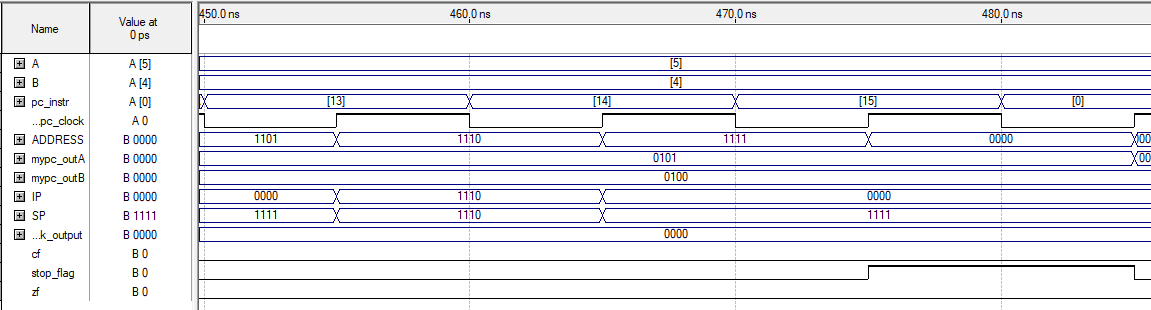 450.0 ns 460.0 ns 470.0 ns 480.0 ns
Name Value at
0 ps
A A [5] [5]
B A [4] [4]
pc_instr A [0] [13] [14] [15] [0]
...pc_clock A 0
ADDRESS B 0000 1101 1110 1111 0000 00
mypc_outA B 0000 0101 00
mypc_outB B 0000 0100
IP B 0000 0000 1110 0000
SP B 1111 1111 1110 1111
...k_output B 0000 0000
cf B 0
stop_flag B 0
zf B 0